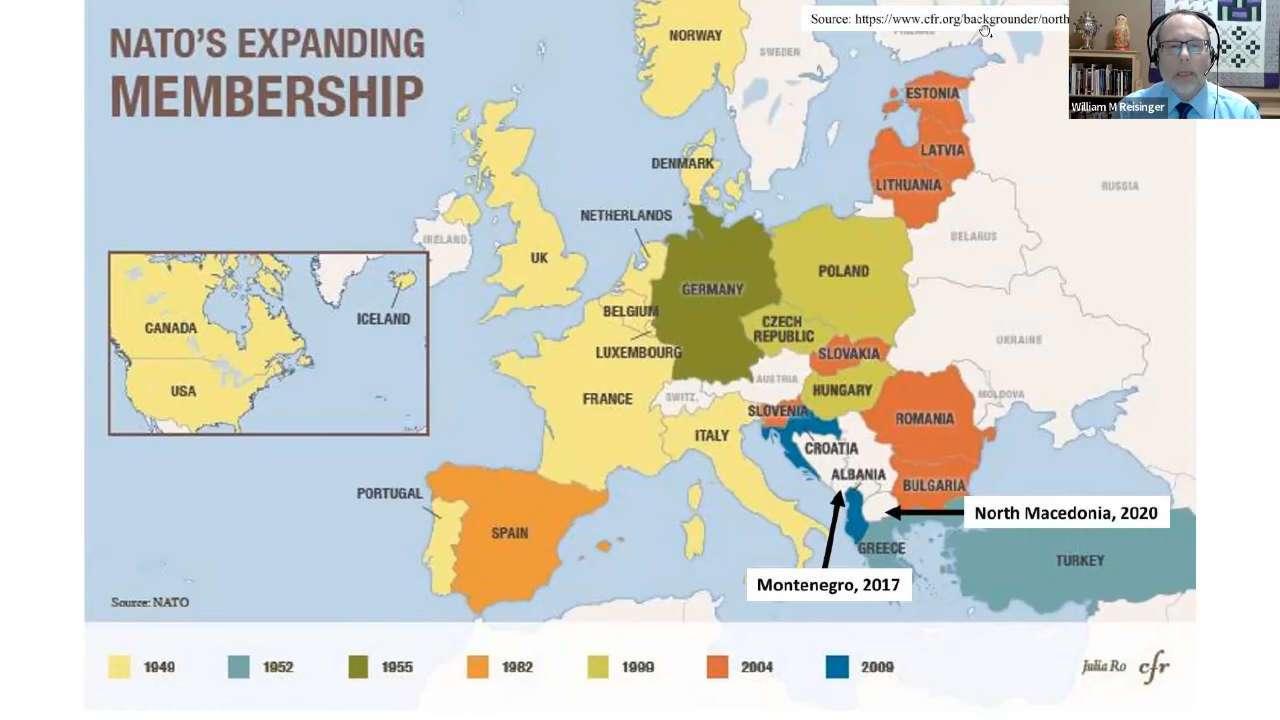 Source: https://www.cfr.org/backgrounder/north
NATO'S EXPANDING
MEMBERSHIP
William M Reisinger
NORWAY
SWEDEN
FINLAND
ESTONIA
LATVIA
LITHUANIA
RUSSIA
DENMARK
NETHERLANDS
IRELAND
UK
BELARUS
GERMANY
POLAND
BELGIUM
LUXEMBOURG
CZECH
REPUBLIC
SLOVAKIA
UKRAINE
CANADA
ICELAND
USA
AUSTRIA
SWITZ.
HUNGARY
MOLDOVA
FRANCE
SLOVENIA
ROMANIA
ITALY
CROATIA
ALBANIA
BULGARIA
PORTUGAL
SPAIN
North Macedonia, 2020
GREECE
TURKEY
Montenegro, 2017
Source: NATO
1949
1952
1955
1982
1999
2004
2009
Julia Ro cfr